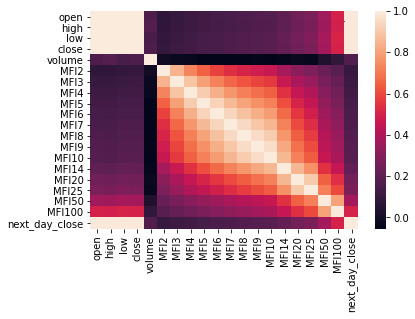 open
high
low
close
volume
MFI2
MFI3
MFI4
MFI5
MFI6
MFI7
MFI8
MFI9
MFI10
MFI14
MFI20
MFI25
MFI50
MFI100
next_day_close
open
high
low
close
volume
MFI2
MFI3
MFI4
MFI5
MFI6
MFI7
MFI8
MFI9
MFI10
MFI14
MFI20
MFI25
MFI50
MFI100
next_day_close
1.0
0.8
0.6
0.4
0.2
0.0